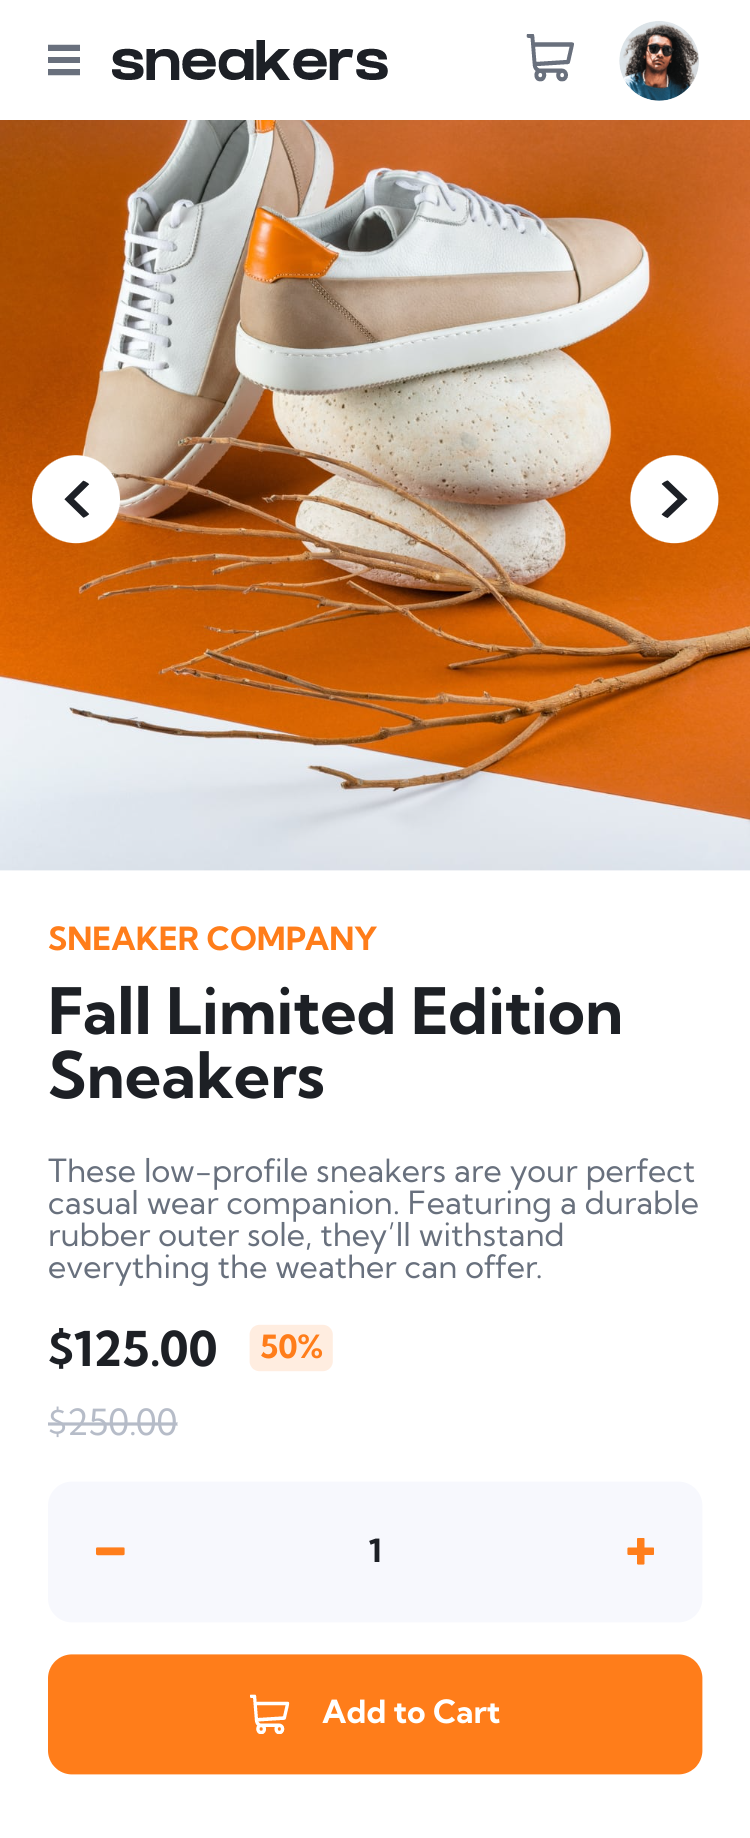 sneakers
SNEAKER COMPANY
Fall Limited Edition
Sneakers
These low-profile sneakers are your perfect
casual wear companion. Featuring a durable
rubber outer sole, they’ll withstand
everything the weather can offer.
$125.00 50%
$250.00
1
Add to Cart